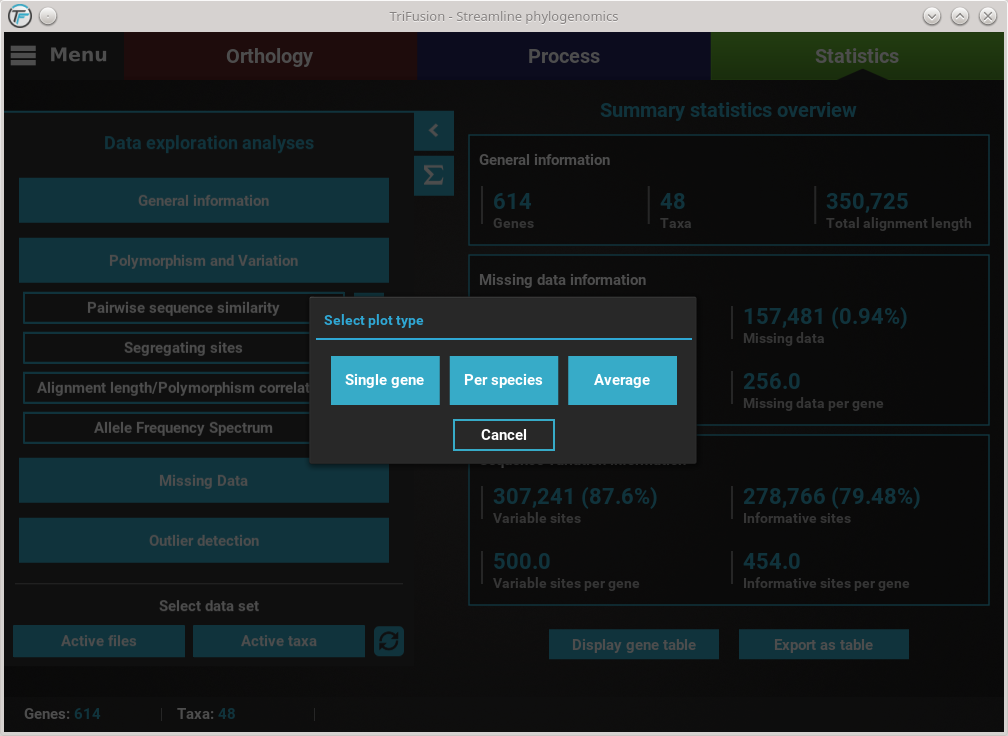 TriFusion - Streamline phylogenomics
Menu
Orthology
Process
Statistics
Data exploration analyses
General information
Polymorphism and Variation
Pairwise sequence similarity
Segregating sites
Alignment length/Polymorphism correlat
Allele Frequency Spectrum
Missing Data
Outlier detection
Select data set
Active files
Active taxa
Σ
Summary statistics overview
General information
614
Genes
48
Taxa
350,725
Total alignment length
Missing data information
157,481 (0.94%)
Missing data
256.0
Missing data per gene
307,241 (87.6%)
Variable sites
278,766 (79.48%)
Informative sites
500.0
Variable sites per gene
454.0
Informative sites per gene
Display gene table
Export as table
Select plot type
Single gene
Per species
Average
Cancel
Genes: 614
Taxa: 48